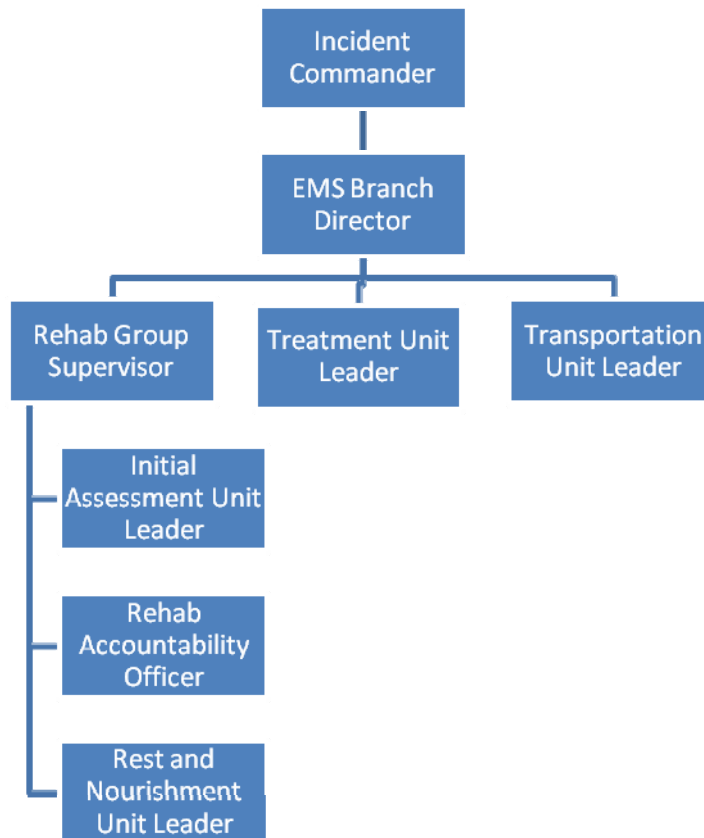 Incident
Commander
EMS Branch
Director
Rehab Group
Supervisor
Treatment Unit
Leader
Transportation
Unit Leader
Initial
Assessment Unit
Leader
Rehab
Accountability
Officer
Rest and
Nourishment
Unit Leader